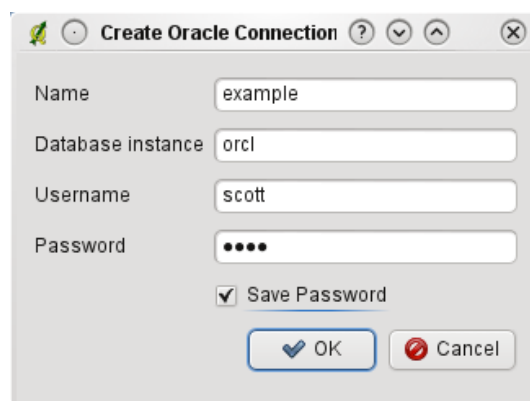 Create Oracle Connection
Name example
Database instance orcl
Username scott
Password ●●●●
Save Password
OK Cancel